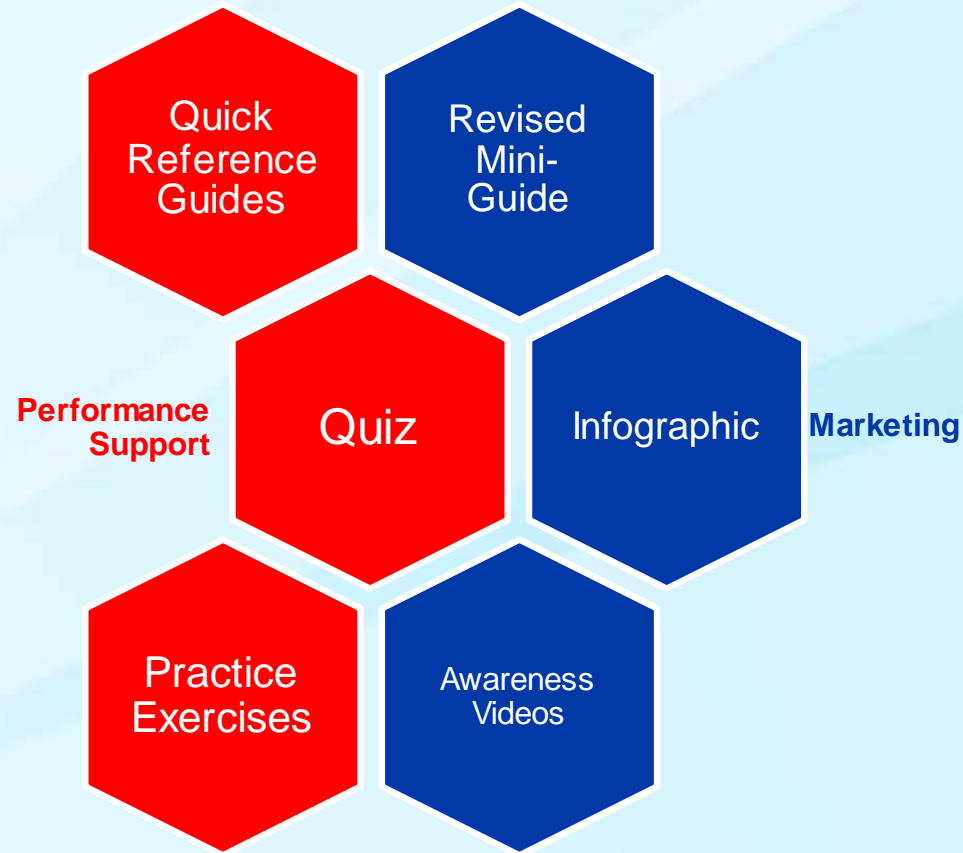 Quick
Reference
Guides
Revised
Mini-
Guide
Performance
Support
Quiz
Infographic
Marketing
Practice
Exercises
Awareness
Videos